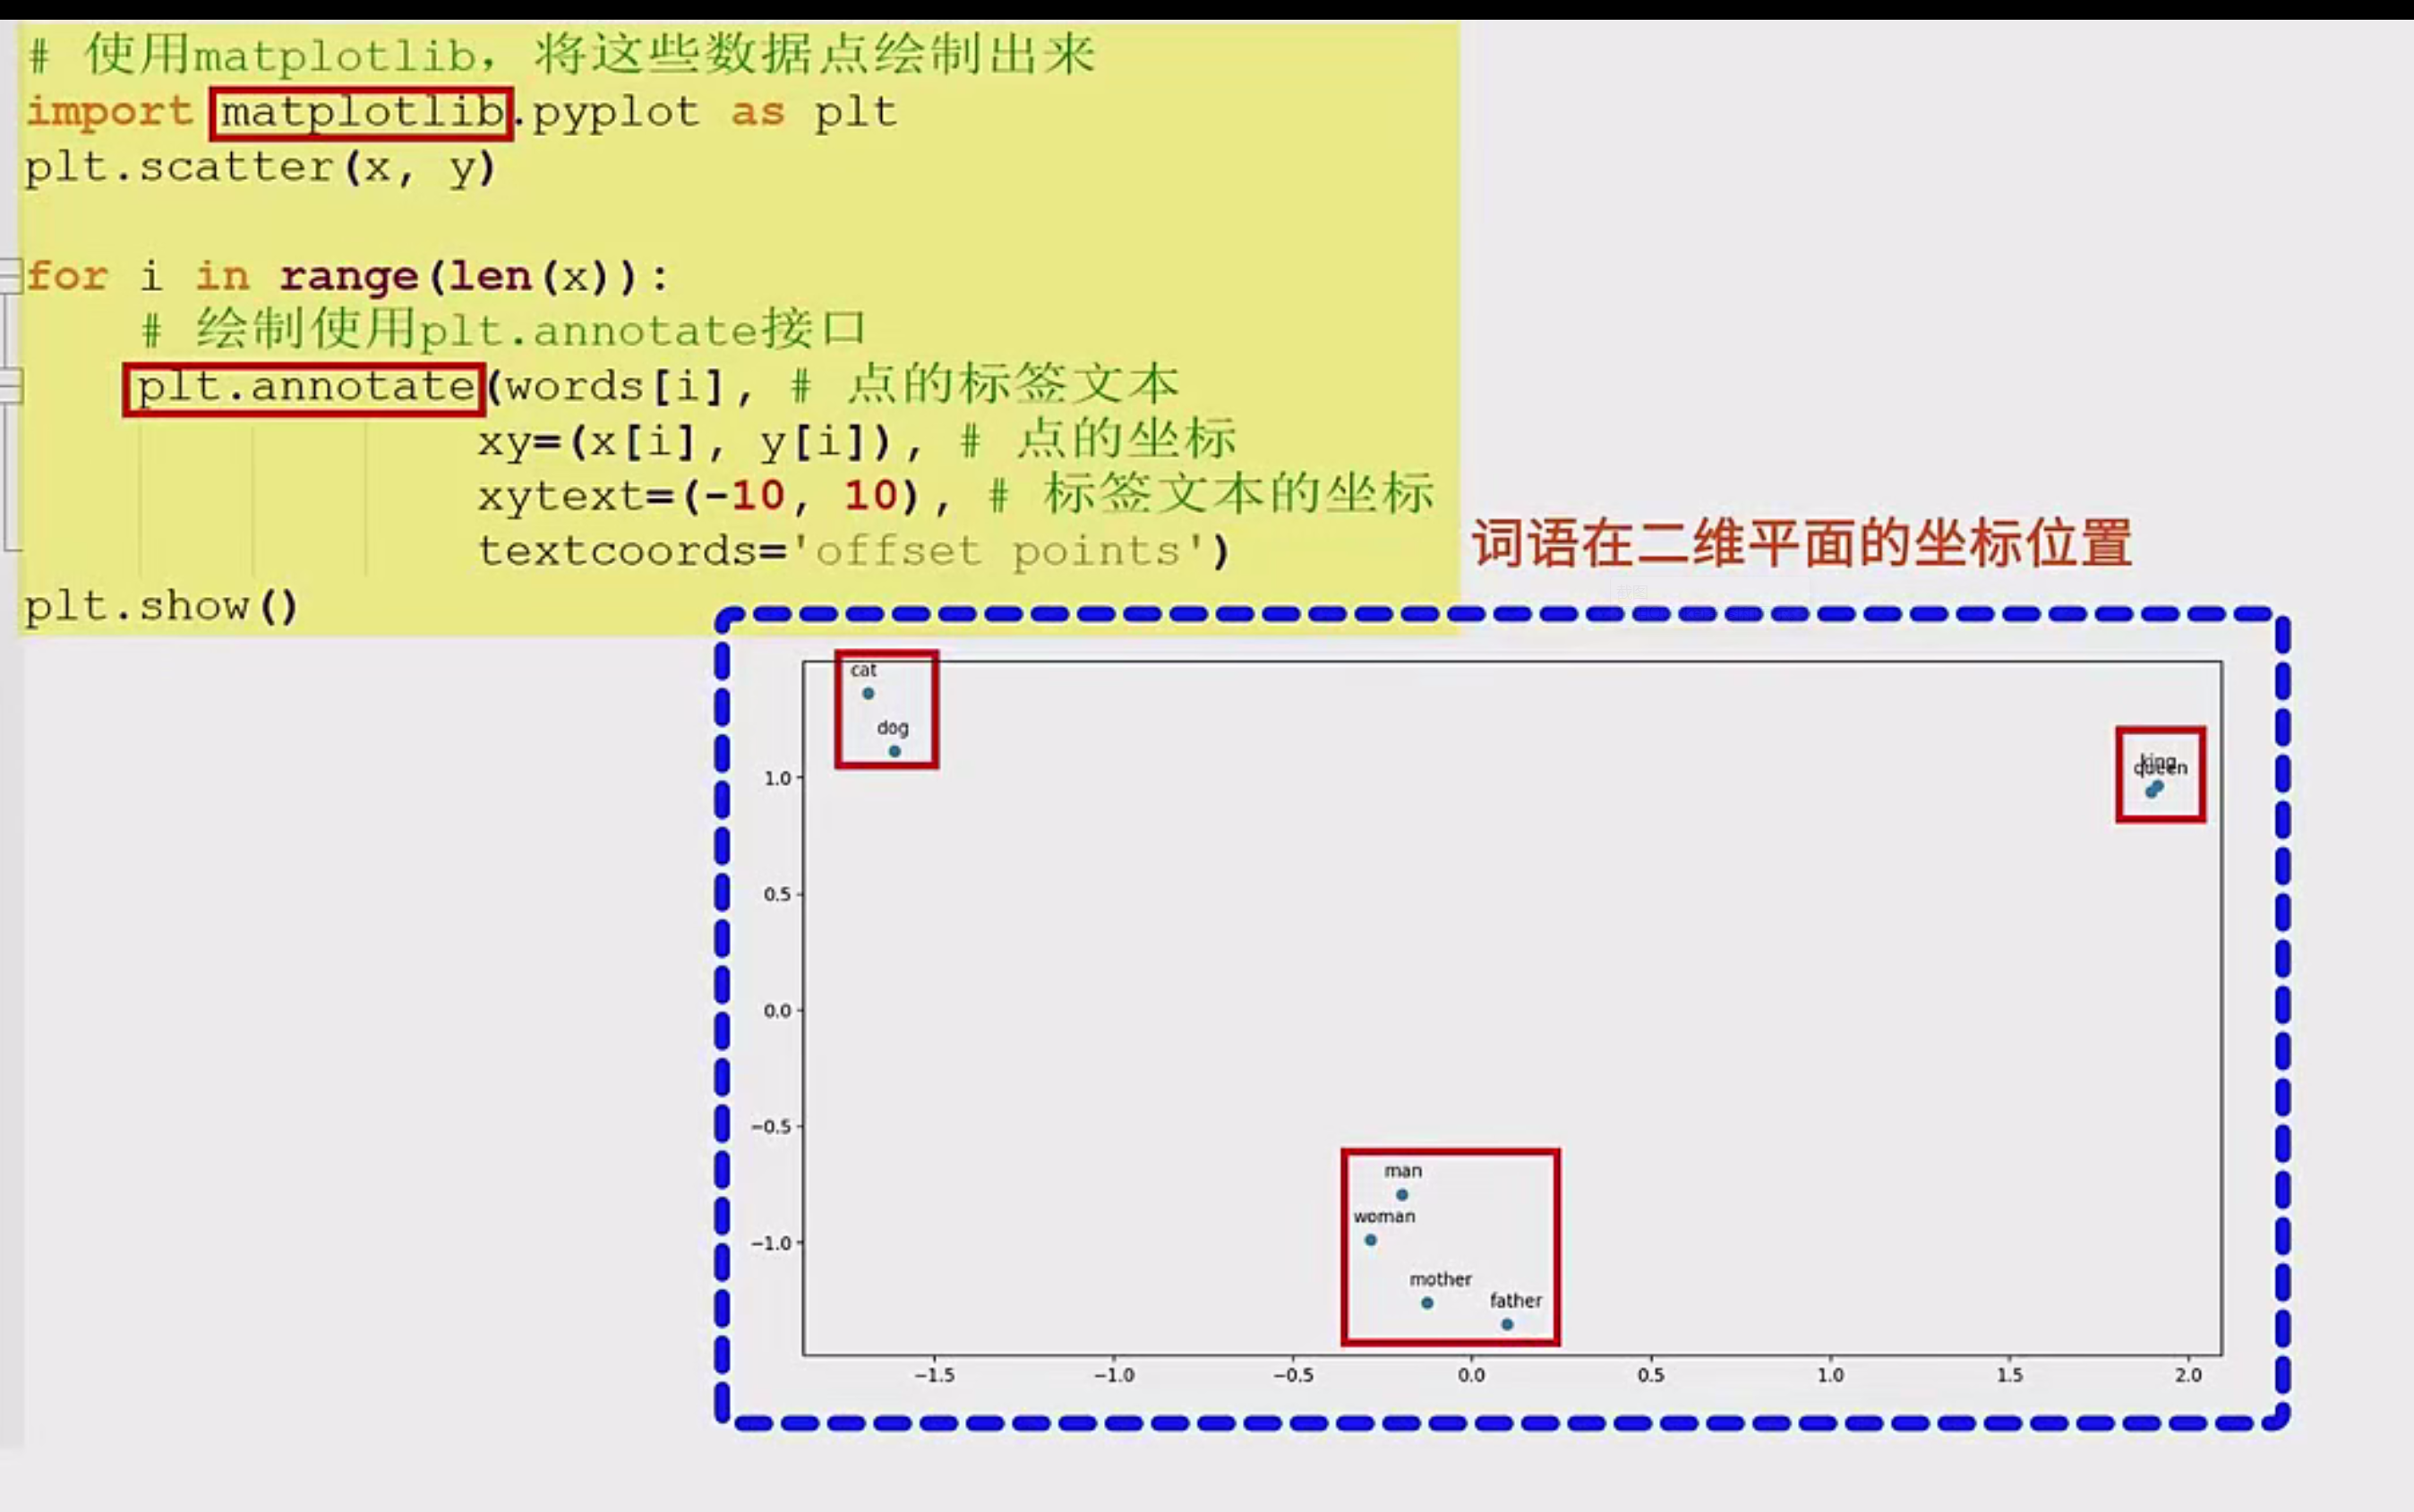 # 使用matplotlib，将这些数据点绘制出来
import matplotlib.pyplot as plt
plt.scatter(x, y)
for i in range(len(x)):
# 绘制使用plt.annotate接口
plt.annotate(words[i], # 点的标签文本
xy=(x[i], y[i]), # 点的坐标
xytext=(-10, 10), # 标签文本的坐标
textcoords='offset points')
plt.show()
词语在二维平面的坐标位置
cat
dog
king
queen
1.0
0.5
0.0
−0.5
−1.0
man
woman
mother
father
−1.5 −1.0 −0.5 0.0 0.5 1.0 1.5 2.0